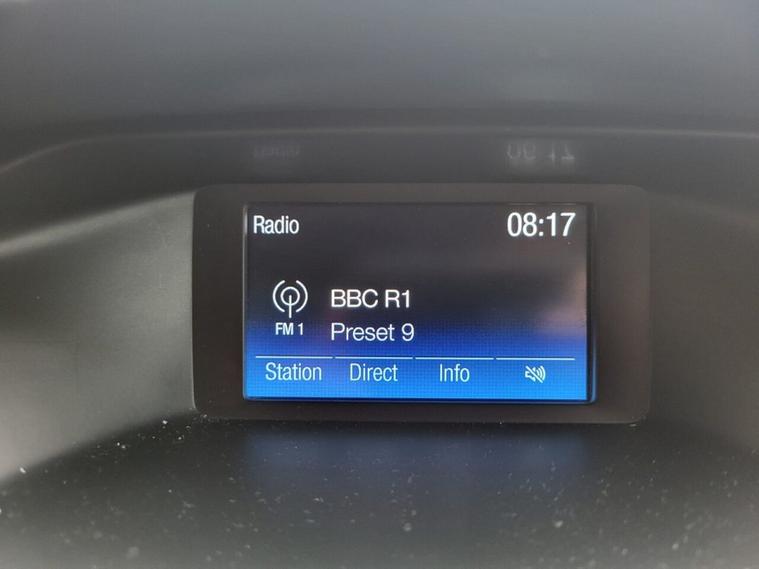 Radio 08:17
BBC R1
FM 1 Preset 9
Station Direct Info